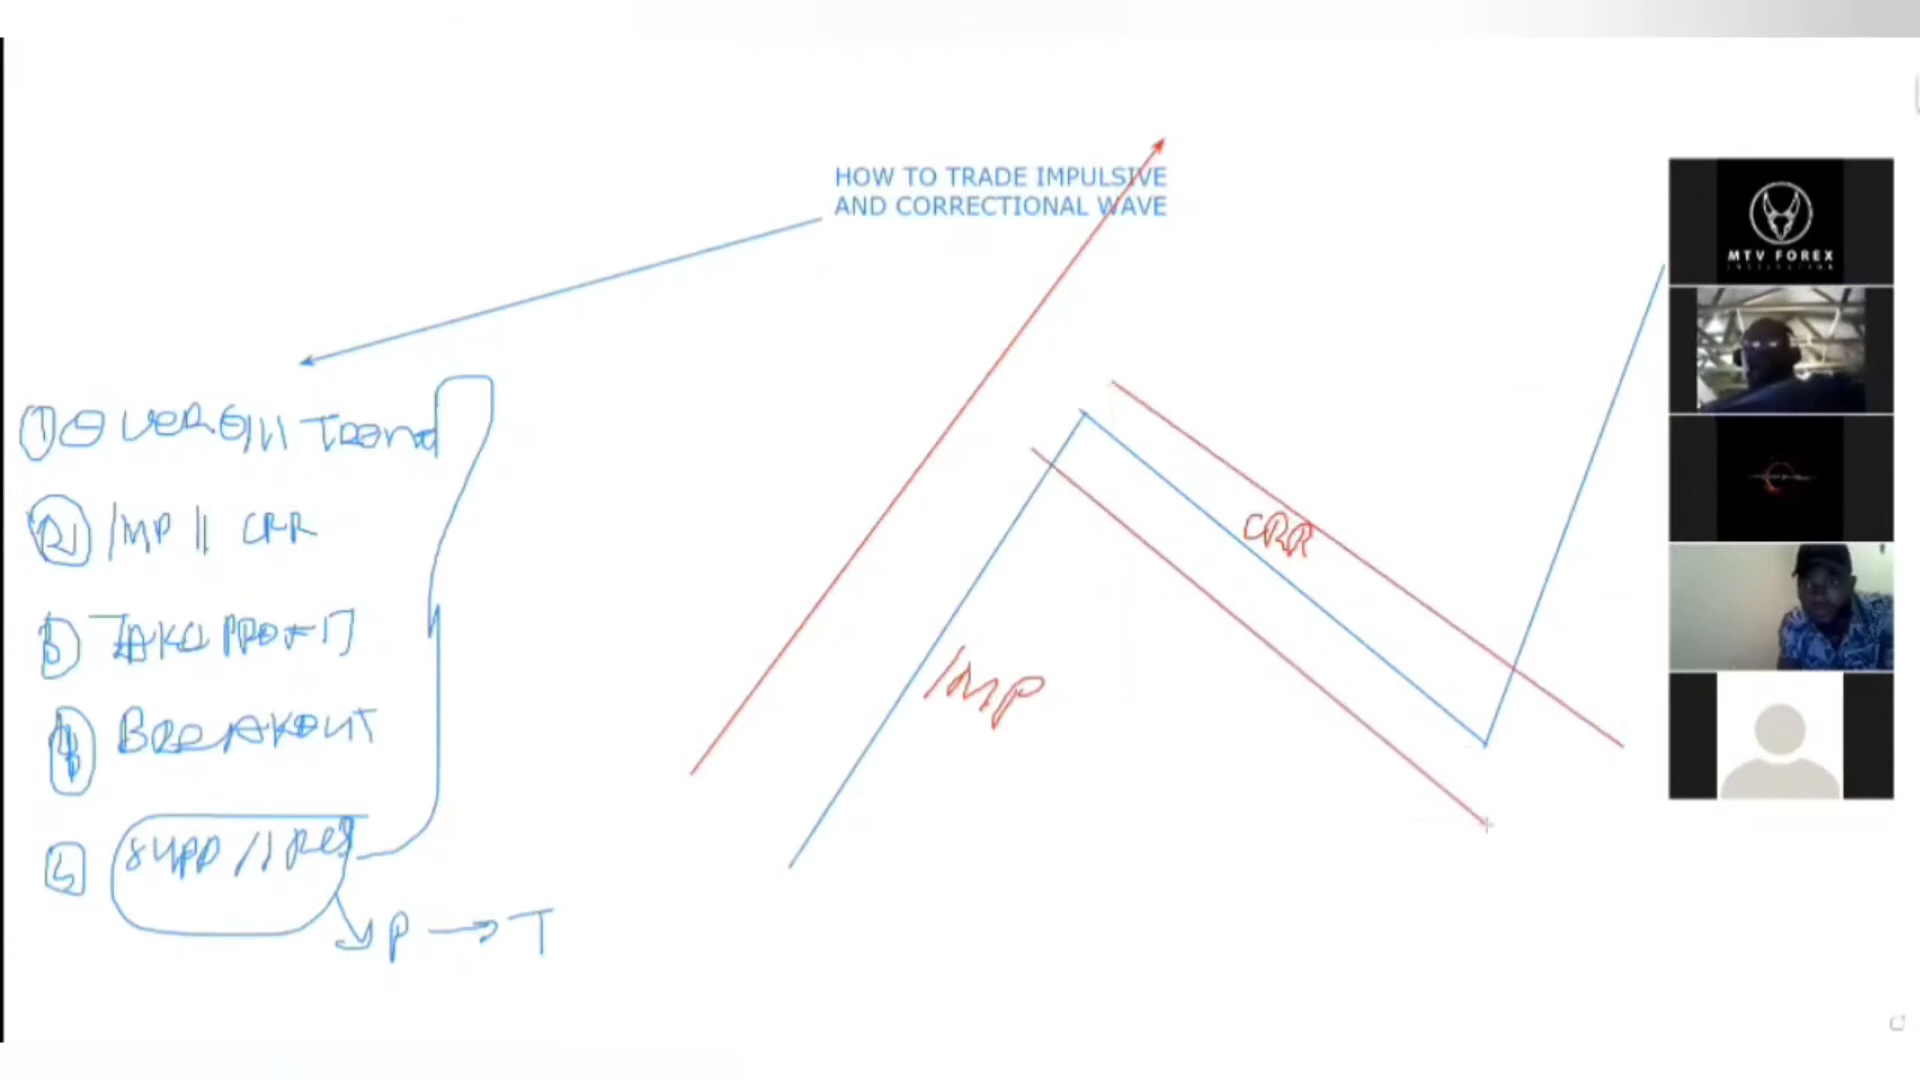 HOW TO TRADE IMPULSIVE
AND CORRECTIONAL WAVE
MTV FOREX
① OVERALL Trend
② IMP || CRR
3 TAKE PROFIT
4 BREAKOUT
5 SUPP // RES
P → T
IMP
CRR